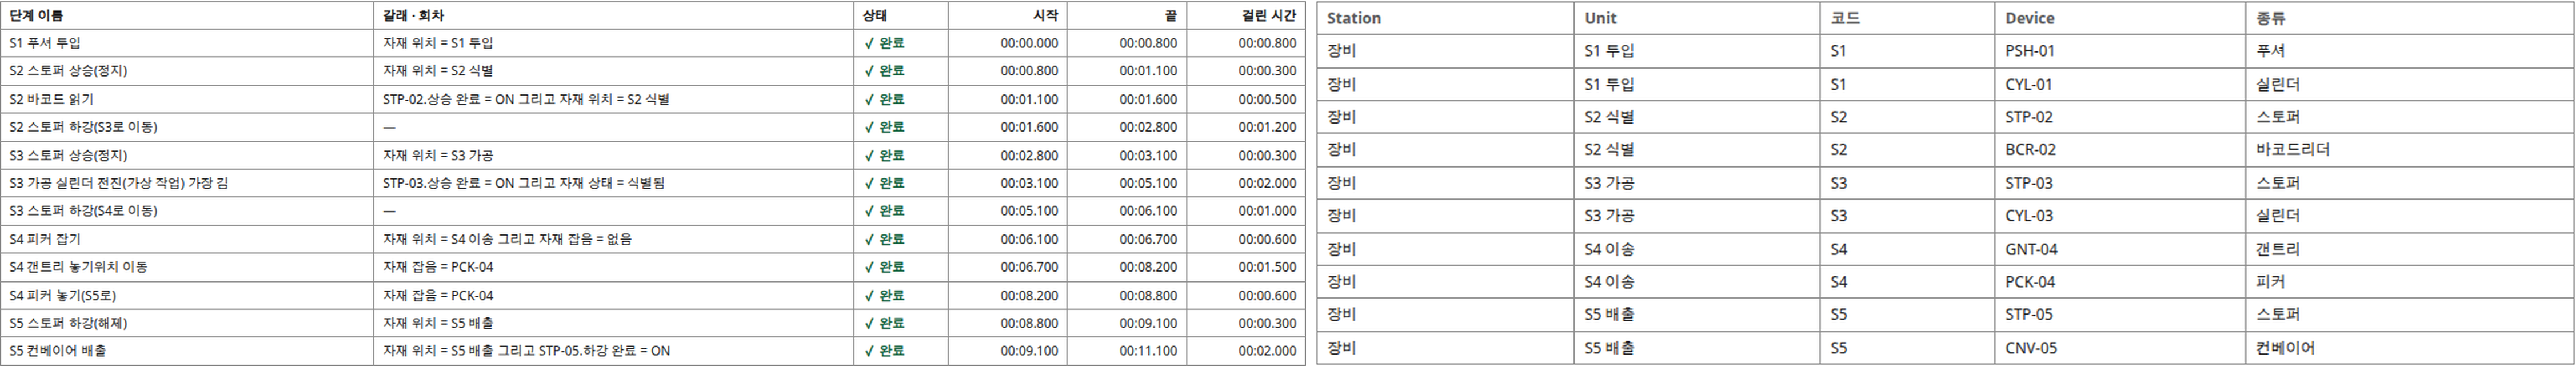 단계 이름 갈래 · 회차 상태 시작 끝 걸린 시간
S1 푸셔 투입 자재 위치 = S1 투입 √ 완료 00:00.000 00:00.800 00:00.800
S2 스토퍼 상승(정지) 자재 위치 = S2 식별 √ 완료 00:00.800 00:01.100 00:00.300
S2 바코드 읽기 STP-02.상승 완료 = ON 그리고 자재 위치 = S2 식별 √ 완료 00:01.100 00:01.600 00:00.500
S2 스토퍼 하강(S3로 이동) — √ 완료 00:01.600 00:02.800 00:01.200
S3 스토퍼 상승(정지) 자재 위치 = S3 가공 √ 완료 00:02.800 00:03.100 00:00.300
S3 가공 실린더 전진(가상 작업) 가장 김 STP-03.상승 완료 = ON 그리고 자재 상태 = 식별됨 √ 완료 00:03.100 00:05.100 00:02.000
S3 스토퍼 하강(S4로 이동) — √ 완료 00:05.100 00:06.100 00:01.000
S4 피커 잡기 자재 위치 = S4 이송 그리고 자재 잡음 = 없음 √ 완료 00:06.100 00:06.700 00:00.600
S4 갠트리 놓기위치 이동 자재 잡음 = PCK-04 √ 완료 00:06.700 00:08.200 00:01.500
S4 피커 놓기(S5로) 자재 잡음 = PCK-04 √ 완료 00:08.200 00:08.800 00:00.600
S5 스토퍼 하강(해제) 자재 위치 = S5 배출 √ 완료 00:08.800 00:09.100 00:00.300
S5 컨베이어 배출 자재 위치 = S5 배출 그리고 STP-05.하강 완료 = ON √ 완료 00:09.100 00:11.100 00:02.000
Station Unit 코드 Device 종류
장비 S1 투입 S1 PSH-01 푸셔
장비 S1 투입 S1 CYL-01 실린더
장비 S2 식별 S2 STP-02 스토퍼
장비 S2 식별 S2 BCR-02 바코드리더
장비 S3 가공 S3 STP-03 스토퍼
장비 S3 가공 S3 CYL-03 실린더
장비 S4 이송 S4 GNT-04 갠트리
장비 S4 이송 S4 PCK-04 피커
장비 S5 배출 S5 STP-05 스토퍼
장비 S5 배출 S5 CNV-05 컨베이어